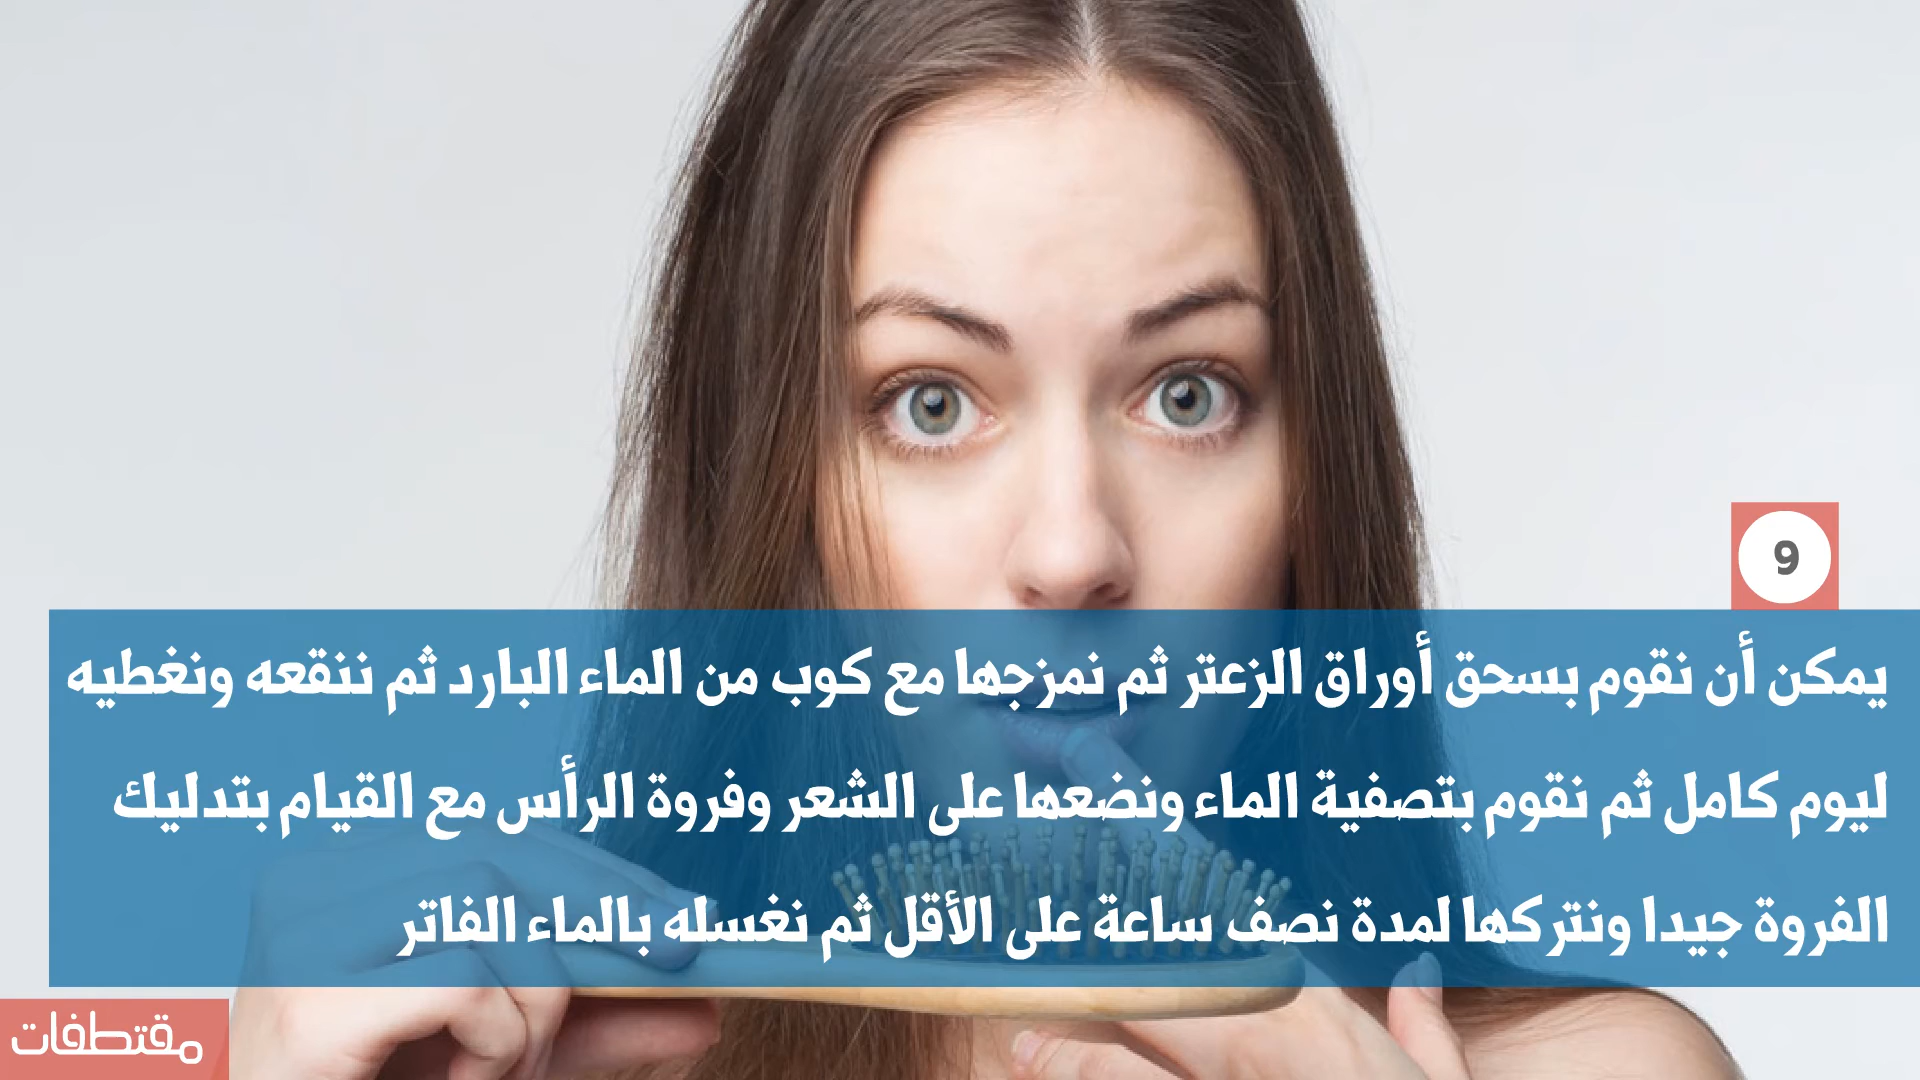 9
يمكن أن نقوم بسحق أوراق الزعتر ثم نمزجها مع كوب من الماء البارد ثم ننقعه ونغطيه
ليوم كامل ثم نقوم بتصفية الماء ونضعها على الشعر وفروة الرأس مع القيام بتدليك
الفروة جيدا ونتركها لمدة نصف ساعة على الأقل ثم نغسله بالماء الفاتر
مقتطفات